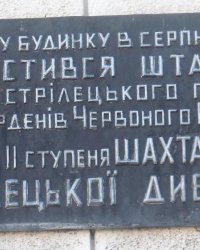 У БУДИНКУ В СЕРПН
СТИВСЯ ШТА
СТРІЛЕЦЬКОГО П
РДЕНІВ ЧЕРВОНОГО
ІІ СТУПЕНЯ ШАХТА
ЕЦЬКОЇ ДИВ